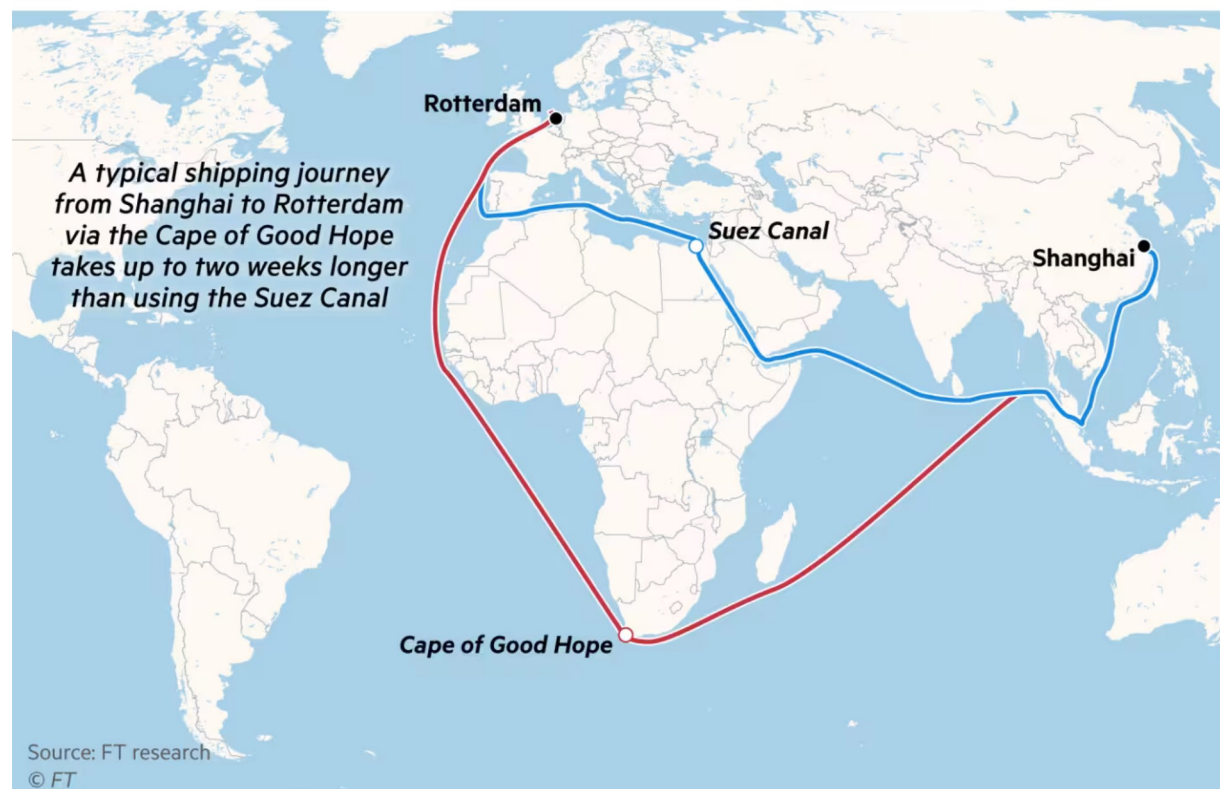 Rotterdam
A typical shipping journey
from Shanghai to Rotterdam
via the Cape of Good Hope
takes up to two weeks longer
than using the Suez Canal
Suez Canal
Shanghai
Cape of Good Hope
Source: FT research
© FT